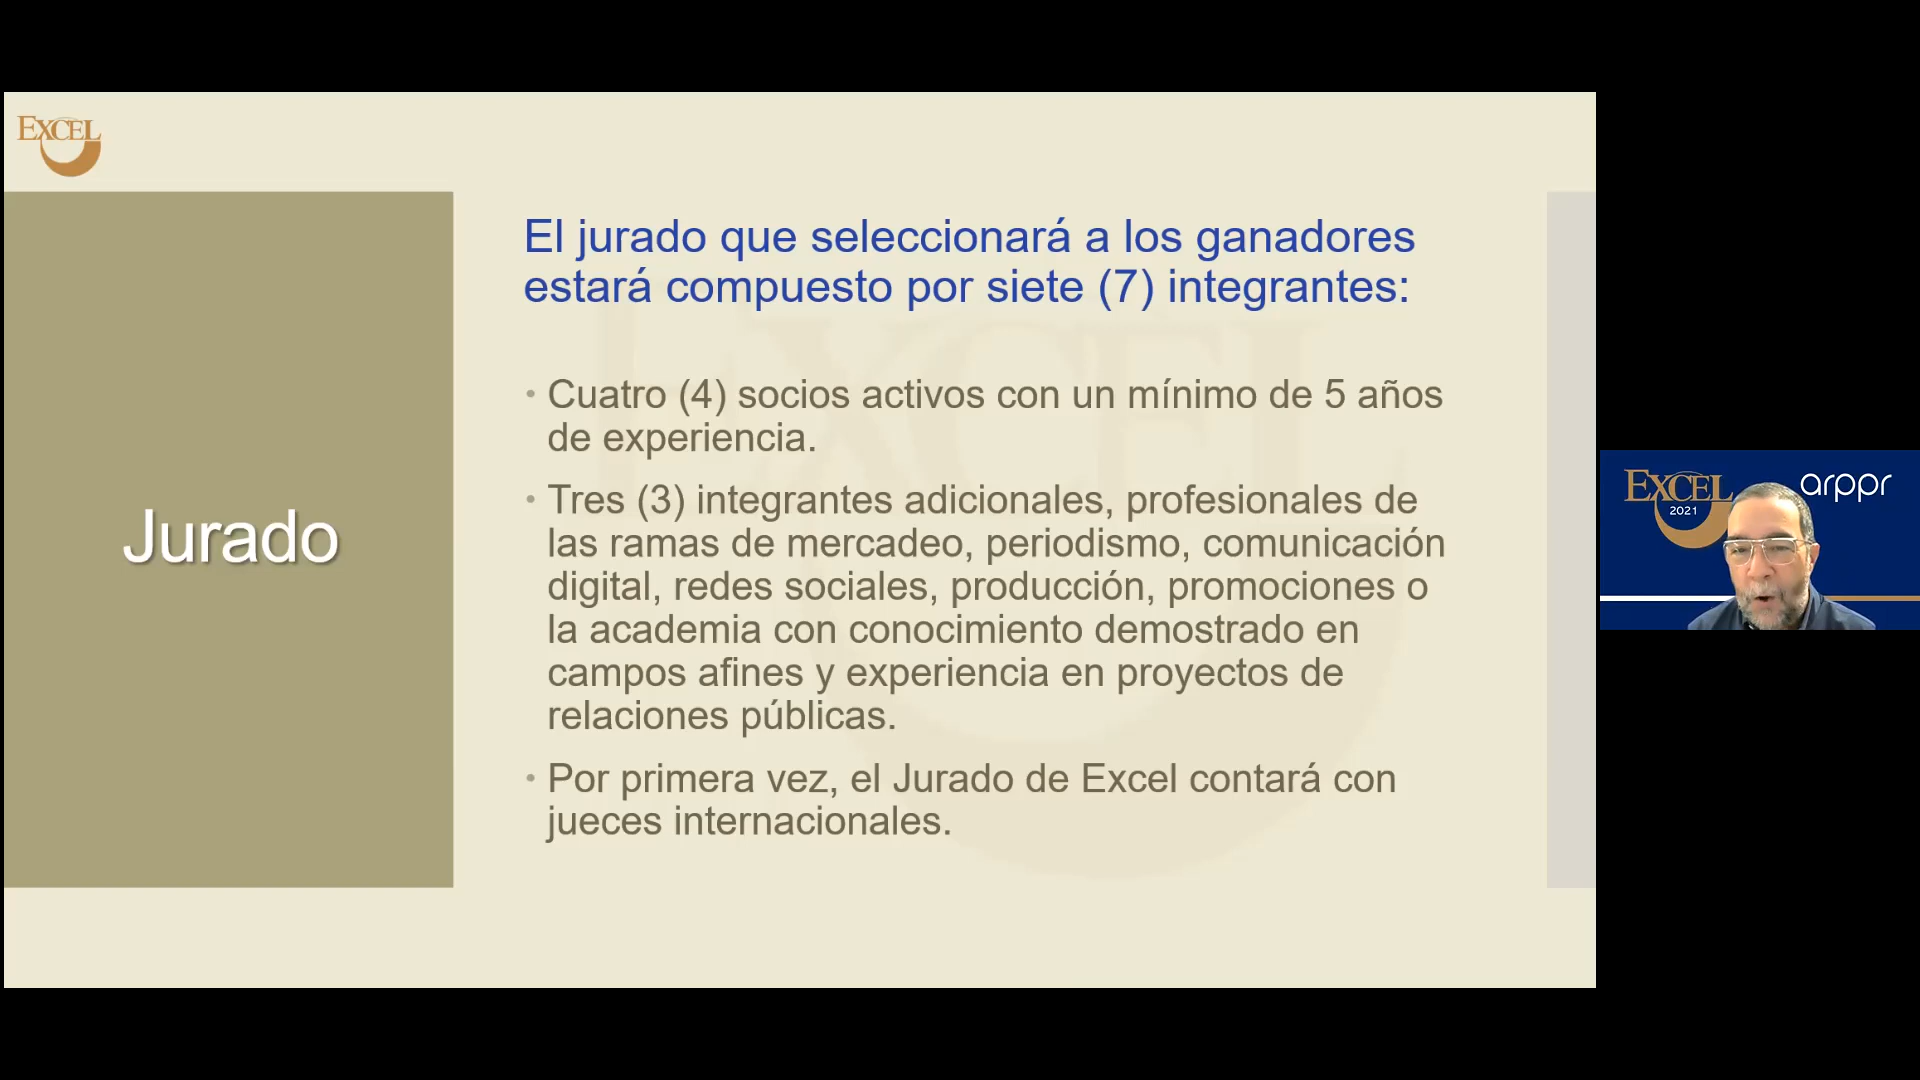 EXCEL
El jurado que seleccionará a los ganadores
estará compuesto por siete (7) integrantes:
Jurado
• Cuatro (4) socios activos con un mínimo de 5 años
de experiencia.
• Tres (3) integrantes adicionales, profesionales de
las ramas de mercadeo, periodismo, comunicación
digital, redes sociales, producción, promociones o
la academia con conocimiento demostrado en
campos afines y experiencia en proyectos de
relaciones públicas.
• Por primera vez, el Jurado de Excel contará con
jueces internacionales.
EXCEL
2021
arppr
EXCEL